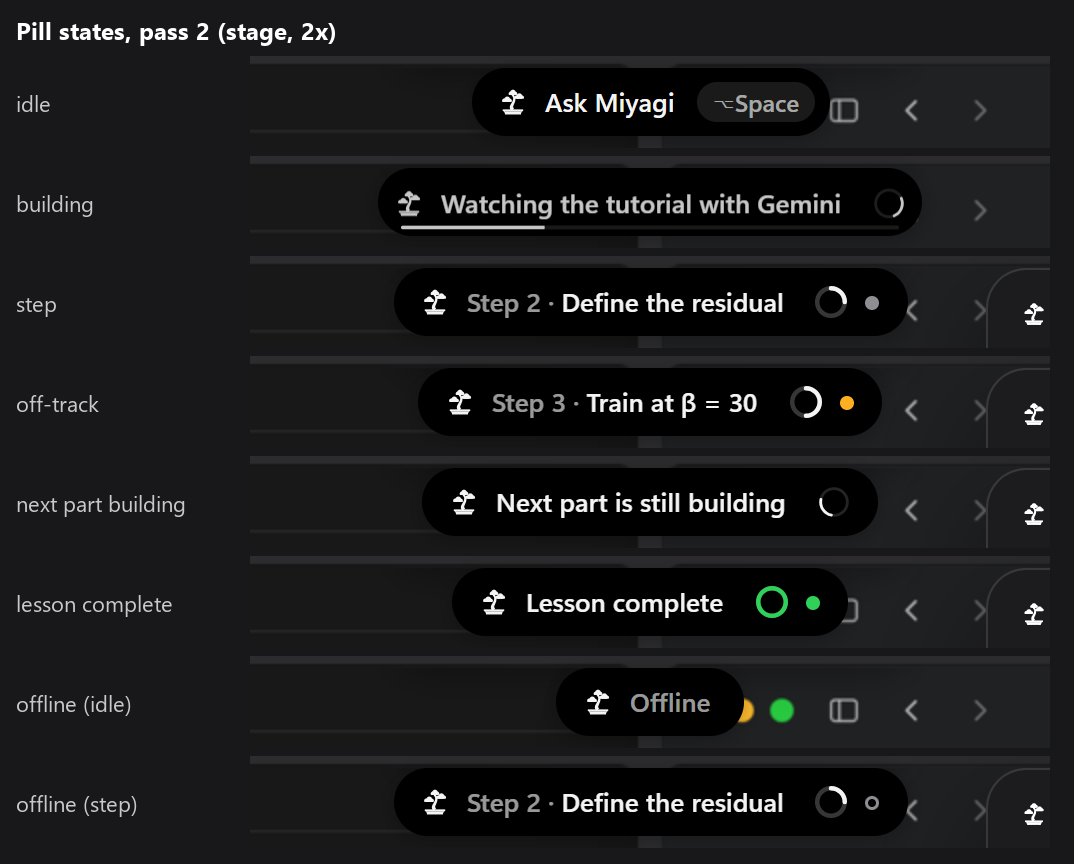 Pill states, pass 2 (stage, 2x)
idle
Ask Miyagi ⌥Space
building
Watching the tutorial with Gemini
step
Step 2 · Define the residual
off-track
Step 3 · Train at β = 30
next part building
Next part is still building
lesson complete
Lesson complete
offline (idle)
Offline
offline (step)
Step 2 · Define the residual